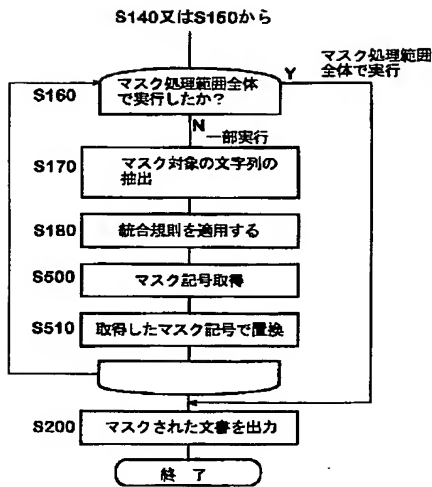 S140又はS150から
マスク処理範囲全体
で実行したか?
Y
マスク処理範囲
全体で実行
S160
N
一部実行
S170
マスク対象の文字列の
抽出
S180
統合規則を適用する
S500
マスク記号取得
S510
取得したマスク記号で置換
S200
マスクされた文書を出力
終了